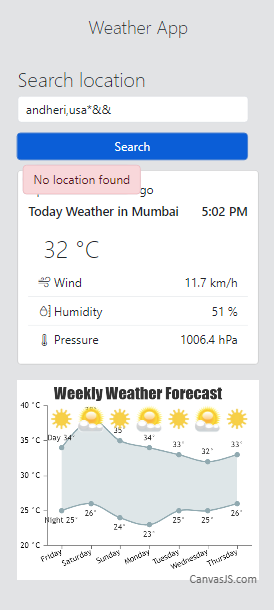 Weather App
Search location
andheri,usa*&&
Search
No location found
go
Today Weather in Mumbai 5:02 PM
32 °C
Wind 11.7 km/h
Humidity 51 %
Pressure 1006.4 hPa
Weekly Weather Forecast
40 °C
35 °C
30 °C
25 °C
20 °C
Day 34°
35°
34°
33°
32°
33°
Night 25°
26°
24°
23°
25°
25°
26°
Friday
Saturday
Sunday
Monday
Tuesday
Wednesday
Thursday
CanvasJS.com